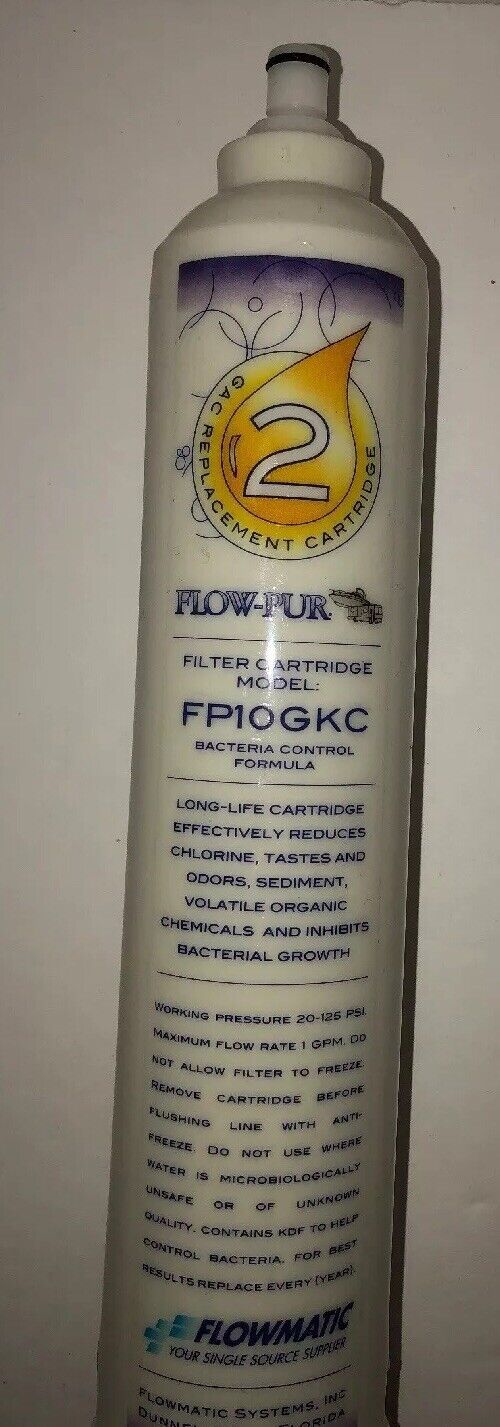 GAC REPLACEMENT CARTRIDGE
2
FLOW-PUR
FILTER CARTRIDGE
MODEL:
FP10GKC
BACTERIA CONTROL
FORMULA
LONG-LIFE CARTRIDGE
EFFECTIVELY REDUCES
CHLORINE, TASTES AND
ODORS, SEDIMENT,
VOLATILE ORGANIC
CHEMICALS AND INHIBITS
BACTERIAL GROWTH
WORKING PRESSURE 20-125 PSI.
MAXIMUM FLOW RATE 1 GPM. DO
NOT ALLOW FILTER TO FREEZE.
REMOVE CARTRIDGE BEFORE
FLUSHING LINE WITH ANTI-
FREEZE. DO NOT USE WHERE
WATER IS MICROBIOLOGICALLY
UNSAFE OR OF UNKNOWN
QUALITY. CONTAINS KDF TO HELP
CONTROL BACTERIA. FOR BEST
RESULTS REPLACE EVERY (YEAR).
FLOWMATIC
YOUR SINGLE SOURCE SUPPLIER
FLOWMATIC SYSTEMS, INC
FLORIDA